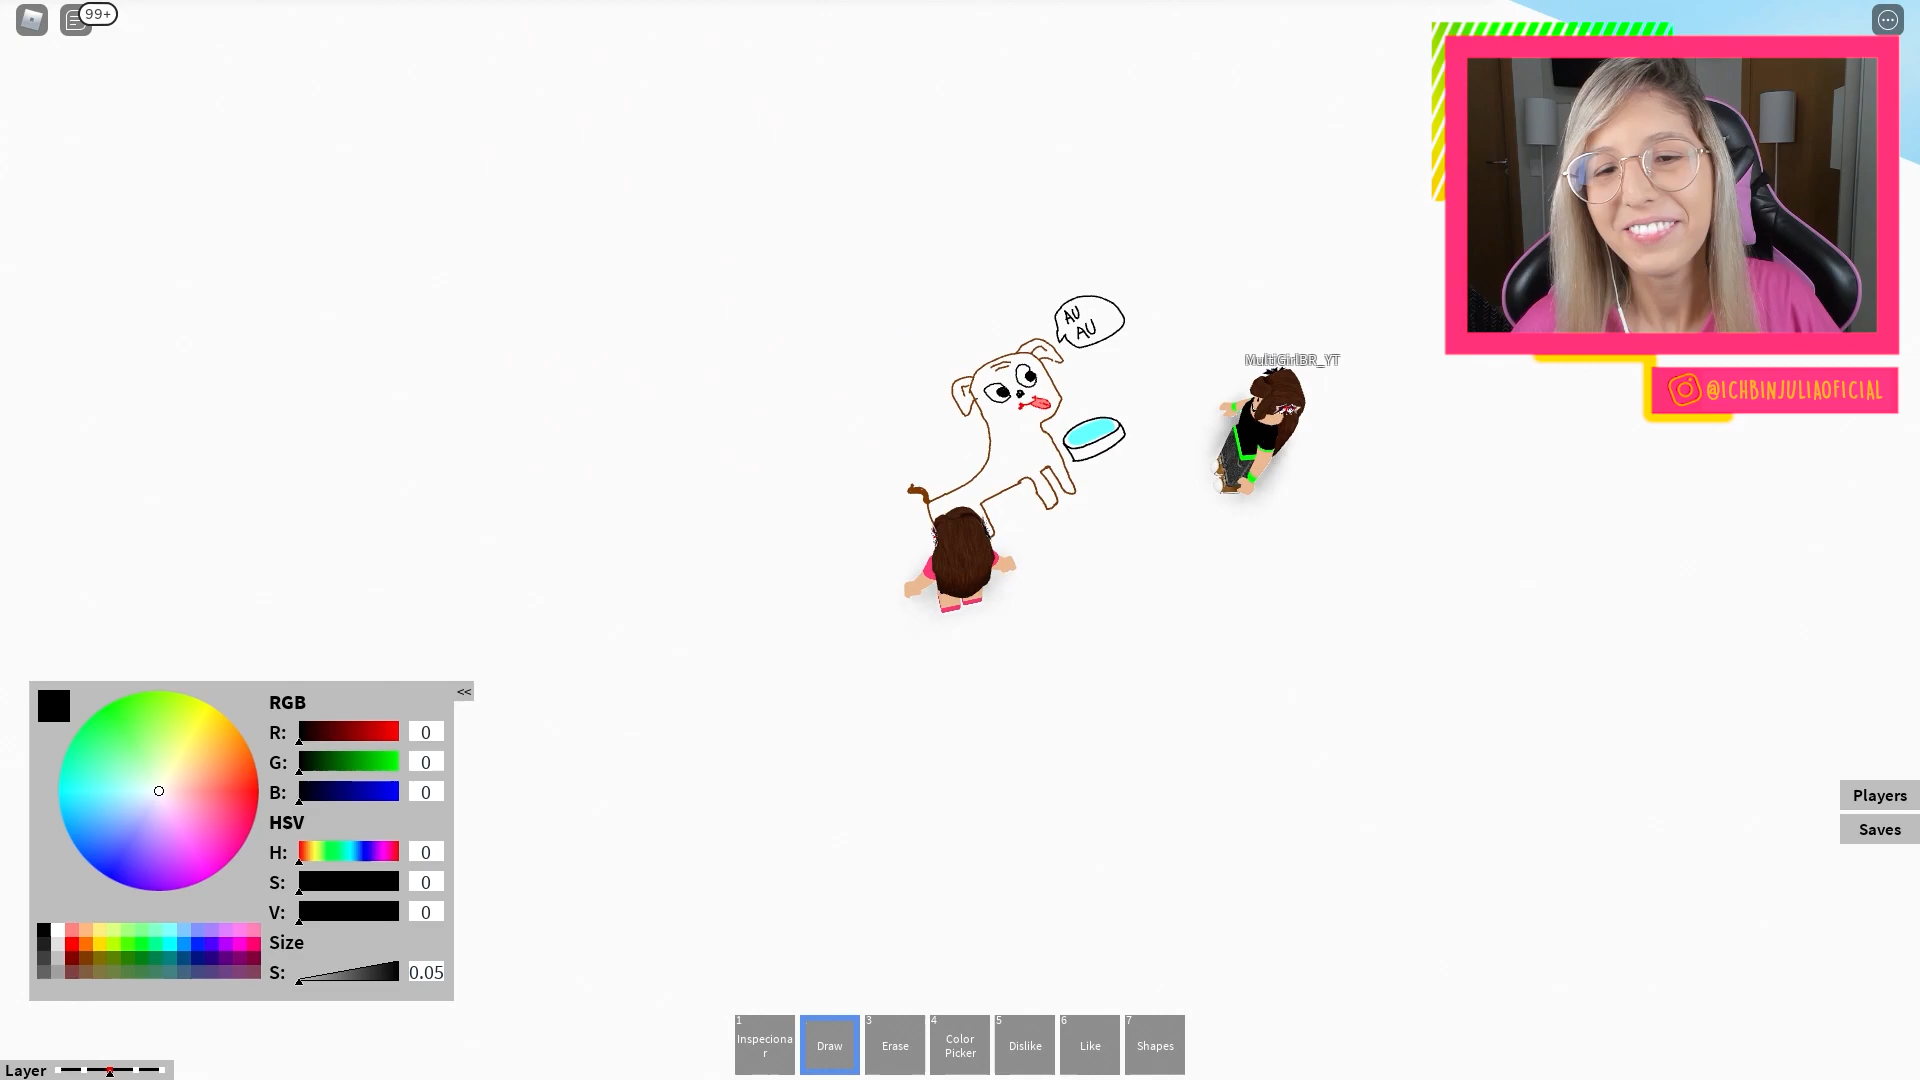 99+
@ICHBINJULIAOFICIAL
AU
AU
MultiGirlBR_YT
<<
RGB
R: 0
G: 0
B: 0
HSV
H: 0
S: 0
V: 0
Size
S: 0.05
Players
Saves
1
Inspeciona
r
Draw
3
Erase
4
Color
Picker
5
Dislike
6
Like
7
Shapes
Layer